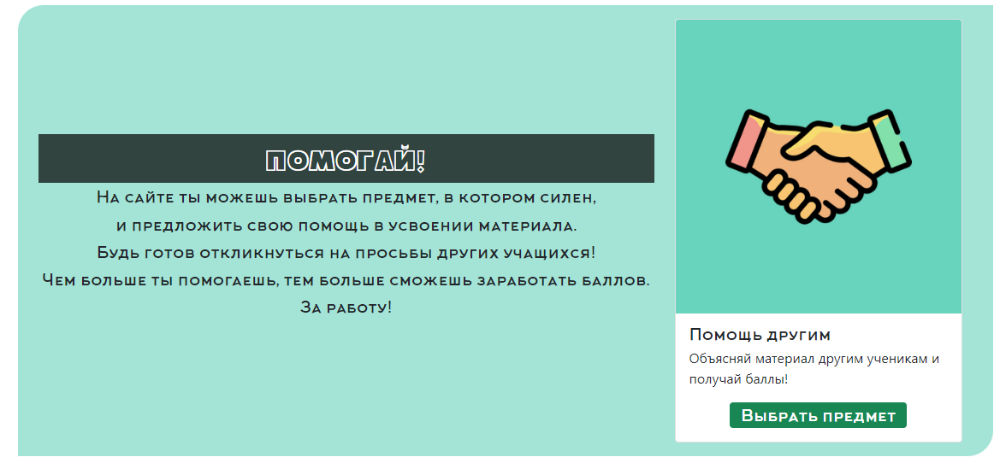 ПОМОГАЙ!
На сайте ты можешь выбрать предмет, в котором силен,
и предложить свою помощь в усвоении материала.
Будь готов откликнуться на просьбы других учащихся!
Чем больше ты помогаешь, тем больше сможешь заработать баллов.
За работу!
Помощь другим
Объясняй материал другим ученикам и
получай баллы!
Выбрать предмет